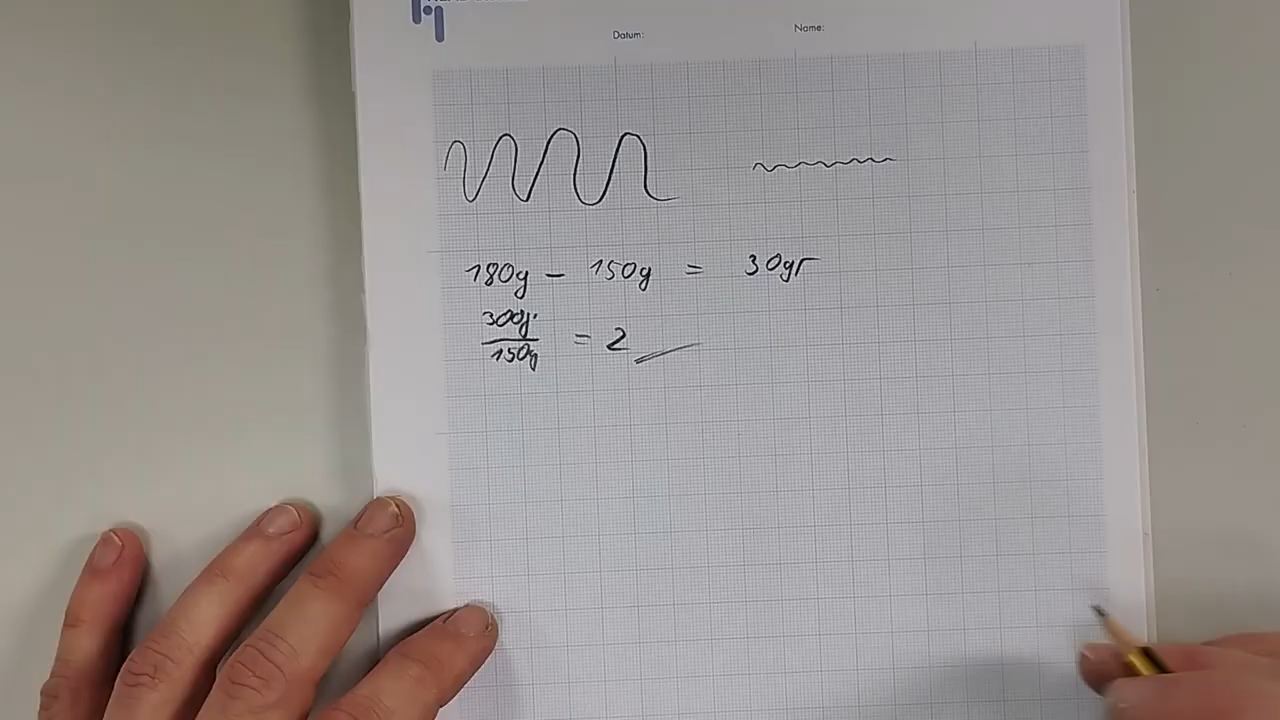 Datum: Name:
180g - 150g = 30gr
300g.
150g
= 2